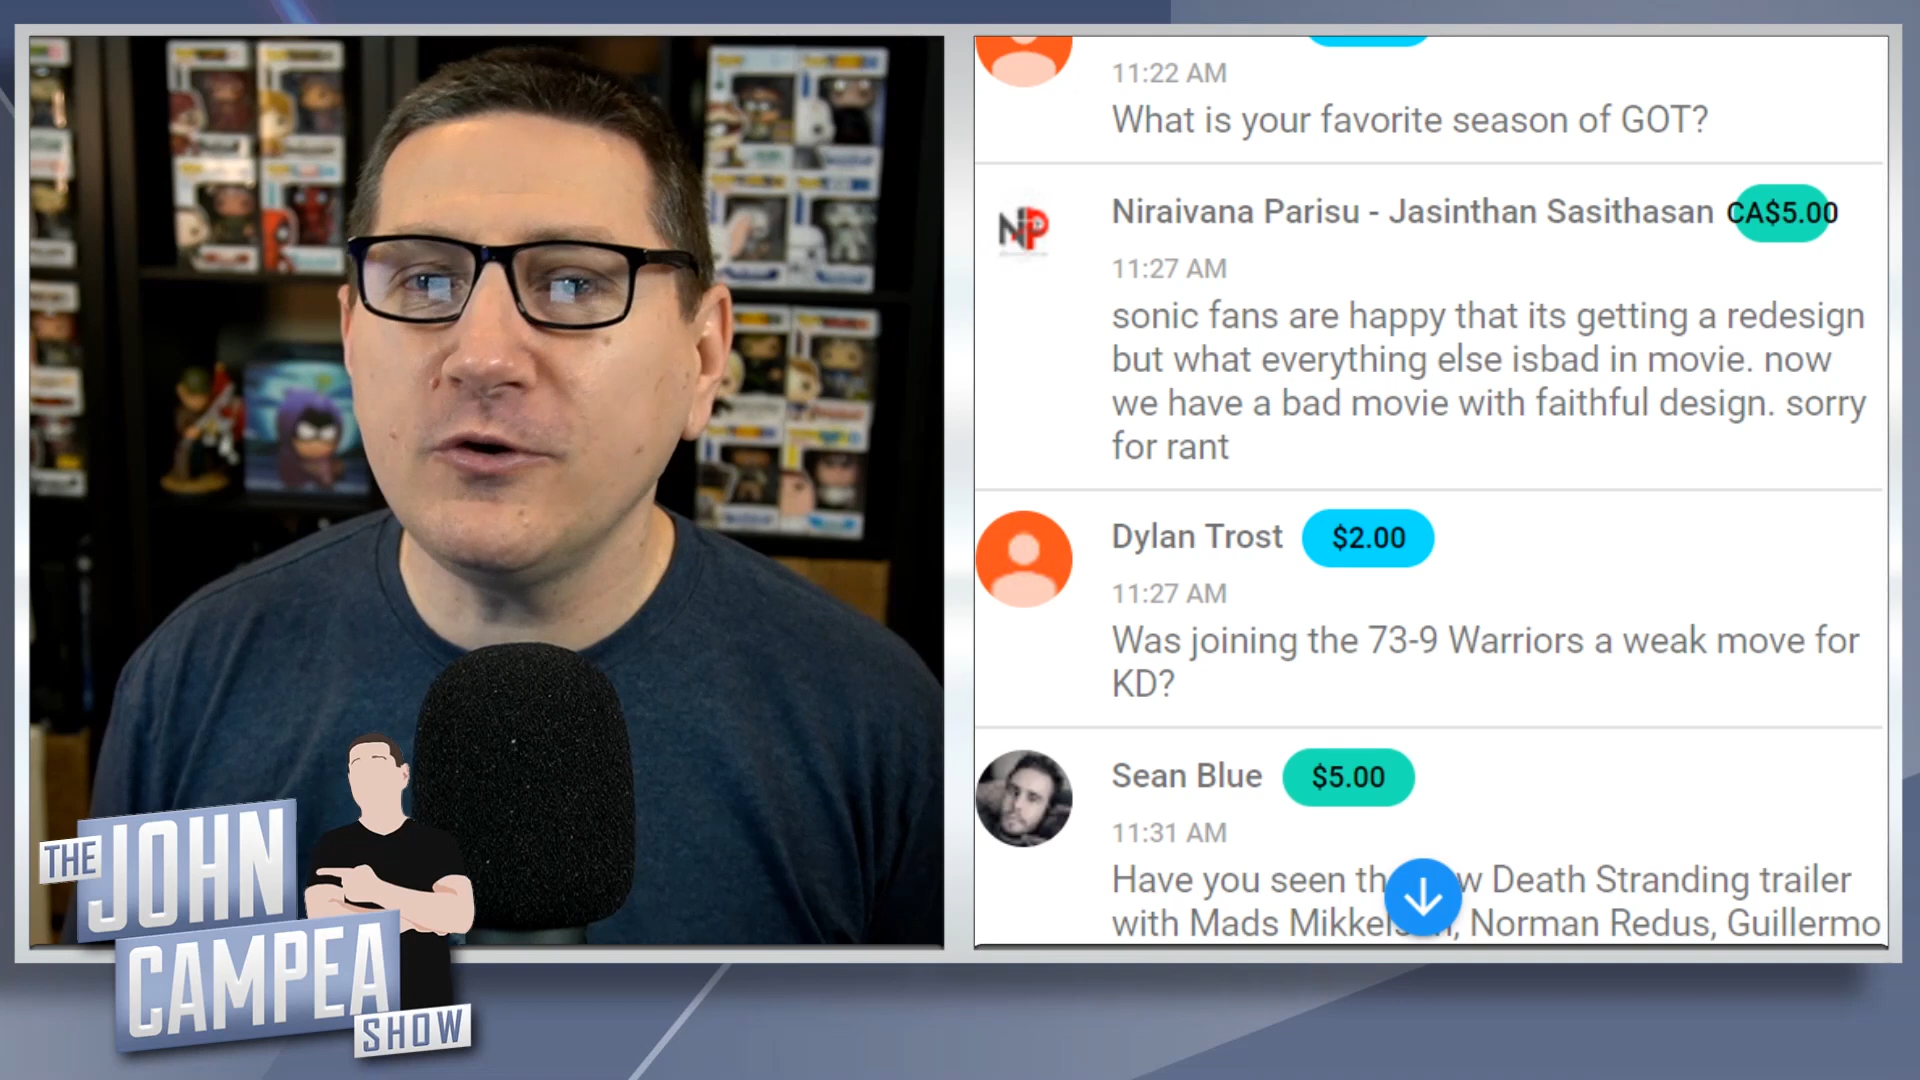 11:22 AM
What is your favorite season of GOT?
NP
Niraivana Parisu - Jasinthan Sasithasan CA$5.00
11:27 AM
sonic fans are happy that its getting a redesign
but what everything else isbad in movie. now
we have a bad movie with faithful design. sorry
for rant
Dylan Trost $2.00
11:27 AM
Was joining the 73-9 Warriors a weak move for
KD?
Sean Blue $5.00
11:31 AM
Have you seen th w Death Stranding trailer
with Mads Mikkels n, Norman Redus, Guillermo
THE
JOHN
CAMPEA
SHOW